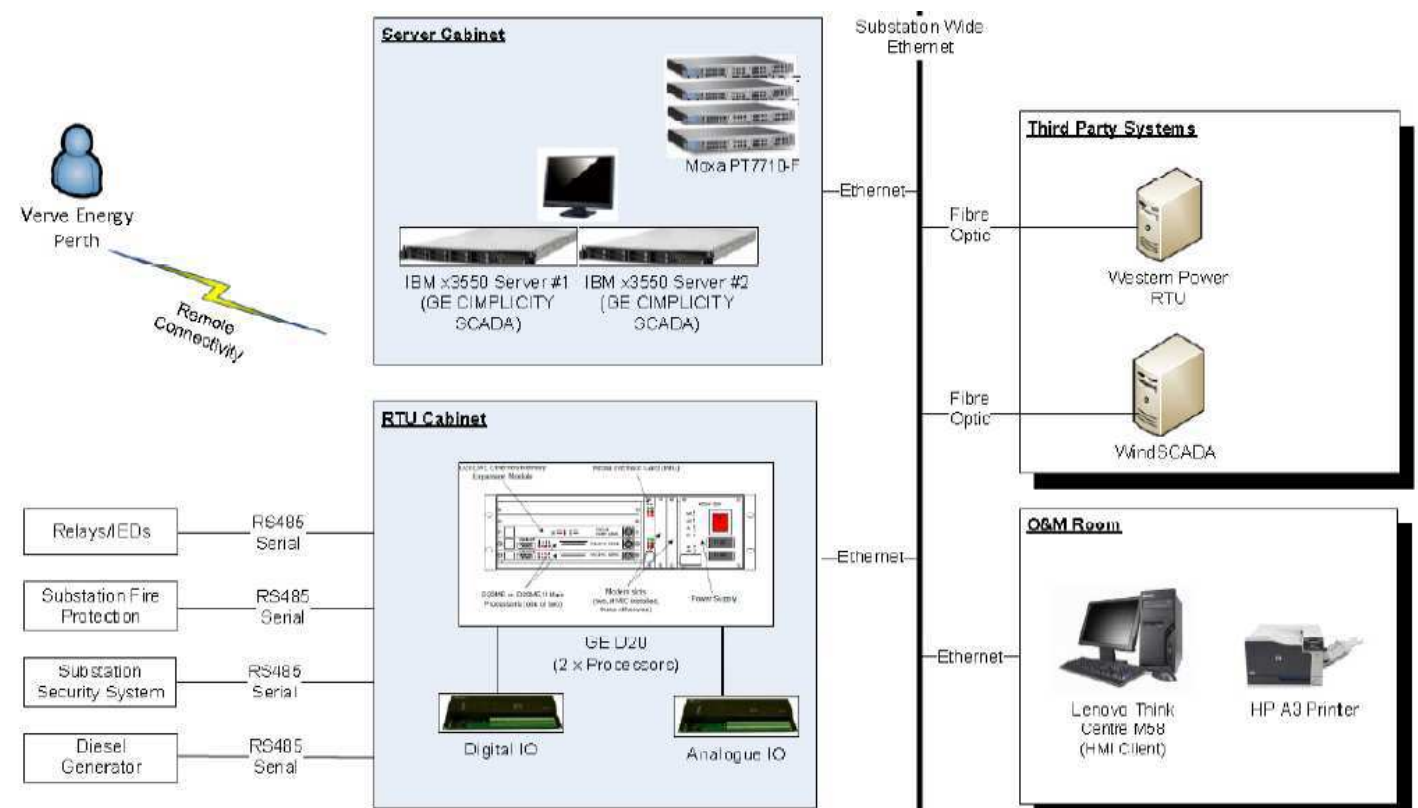 Server Cabinet
Moxa PT7710-F
IBM x3550 Server #1
(GE CIMPLICITY
SCADA)
IBM x3550 Server #2
(GE CIMPLICITY
SCADA)
Verve Energy
Perth
Remote
Connectivity
Substation Wide
Ethernet
Ethernet
Third Party Systems
Fibre
Optic
Western Power
RTU
Fibre
Optic
WindSCADA
RTU Cabinet
Expansion Module
Modem slots
Power Supply
GE D20
(2 x Processors)
Digital IO
Analogue IO
Ethernet
Relays/IEDs
RS485
Serial
Substation Fire
Protection
RS485
Serial
Substation
Security System
RS485
Serial
Diesel
Generator
RS485
Serial
O&M Room
Ethernet
Lenovo Think
Centre M58
(HMI Client)
HP A3 Printer